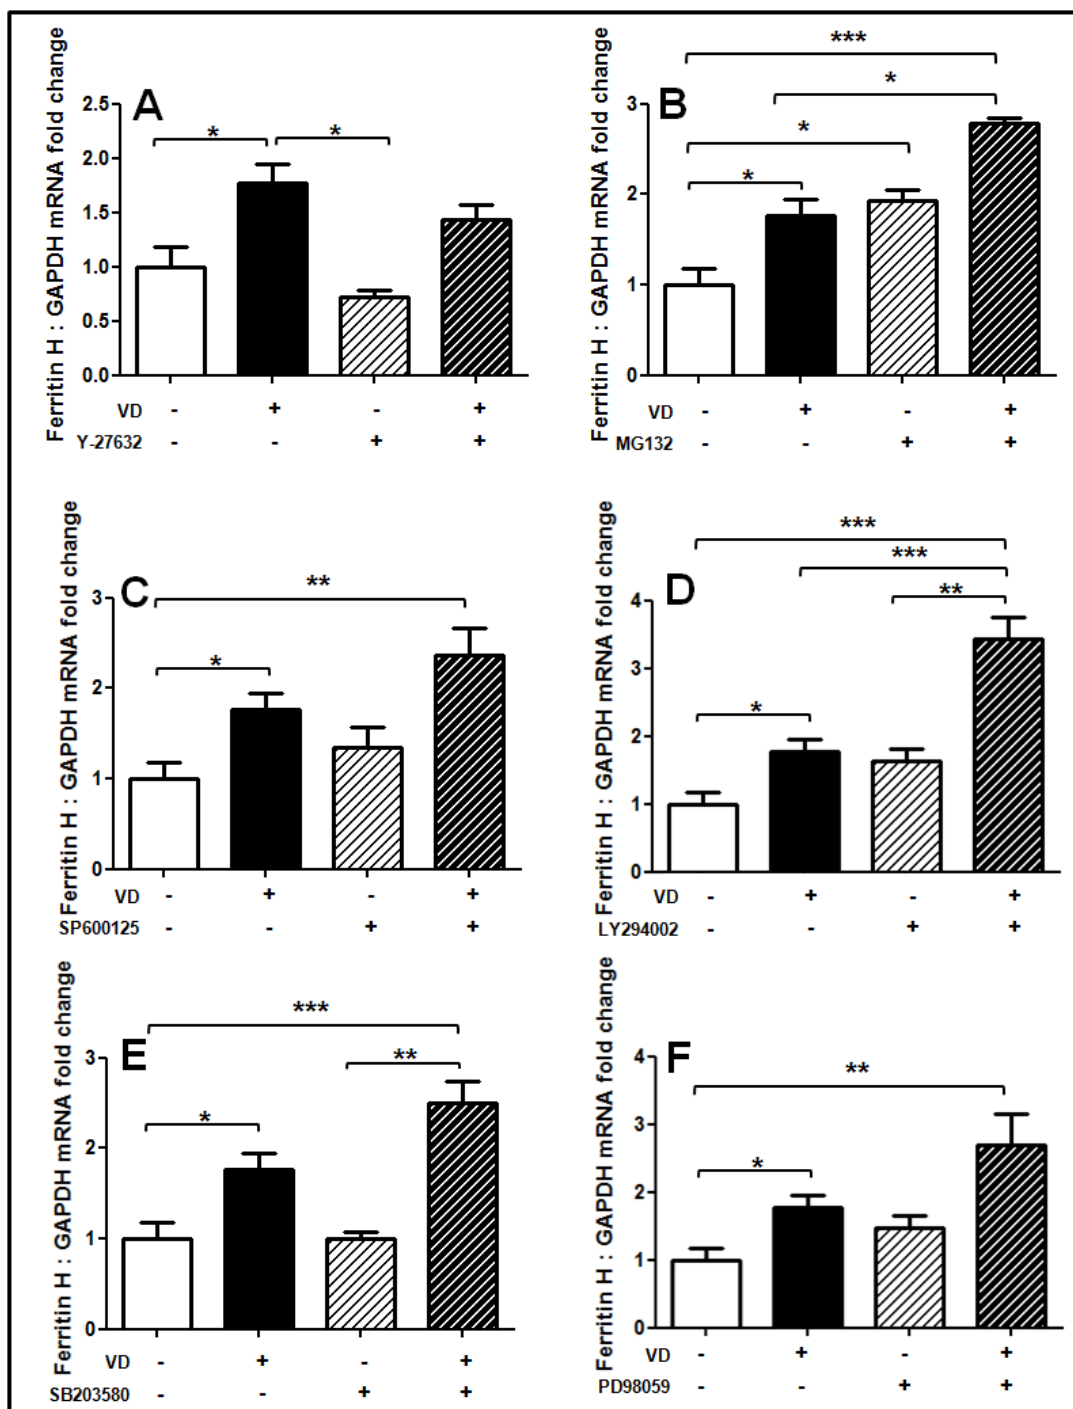 A
Ferritin H : GAPDH mRNA fold change
*
*
2.5
2.0
1.5
1.0
0.5
0.0
VD - + - +
Y-27632 - - + +
B
Ferritin H : GAPDH mRNA fold change
***
*
*
*
3
2
1
0
VD - + - +
MG132 - - + +
C
Ferritin H : GAPDH mRNA fold change
**
*
3
2
1
0
VD - + - +
SP600125 - - + +
D
Ferritin H : GAPDH mRNA fold change
***
***
**
*
4
3
2
1
0
VD - + - +
LY294002 - - + +
E
Ferritin H : GAPDH mRNA fold change
***
**
*
3
2
1
0
VD - + - +
SB203580 - - + +
F
Ferritin H : GAPDH mRNA fold change
**
*
4
3
2
1
0
VD - + - +
PD98059 - - + +